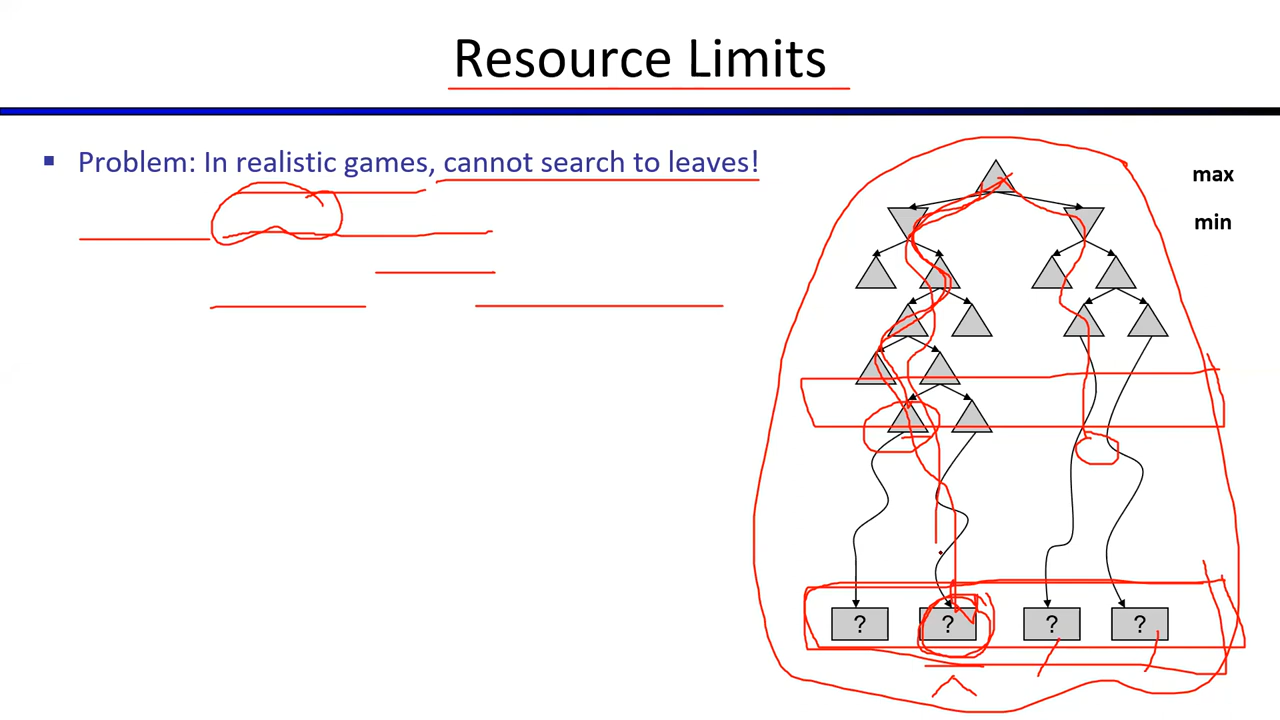 Resource Limits
▪ Problem: In realistic games, cannot search to leaves!
max
min
? ? ? ?